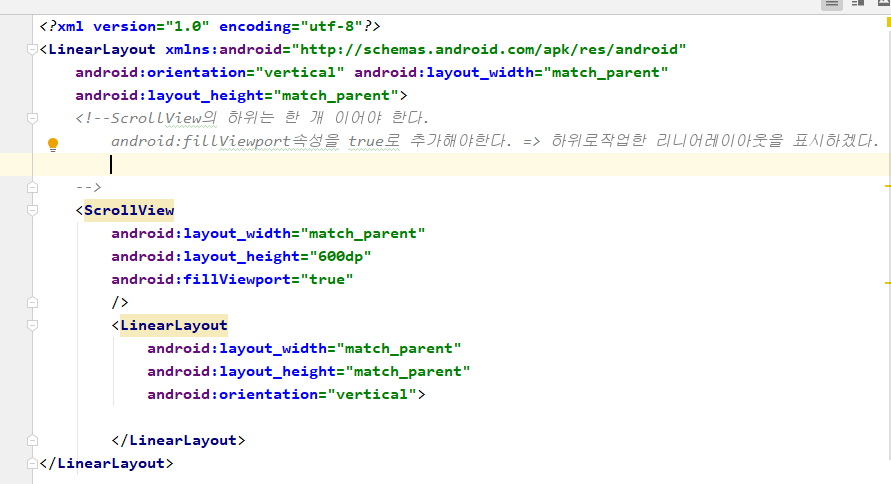 <?xml version="1.0" encoding="utf-8"?>
<LinearLayout xmlns:android="http://schemas.android.com/apk/res/android"
    android:orientation="vertical" android:layout_width="match_parent"
    android:layout_height="match_parent">
    <!--ScrollView의 하위는 한 개 이어야 한다.
        android:fillViewport속성을 true로 추가해야한다. => 하위로작업한 리니어레이아웃을 표시하겠다.

    -->
    <ScrollView
        android:layout_width="match_parent"
        android:layout_height="600dp"
        android:fillViewport="true"
        />
        <LinearLayout
            android:layout_width="match_parent"
            android:layout_height="match_parent"
            android:orientation="vertical">

        </LinearLayout>
</LinearLayout>